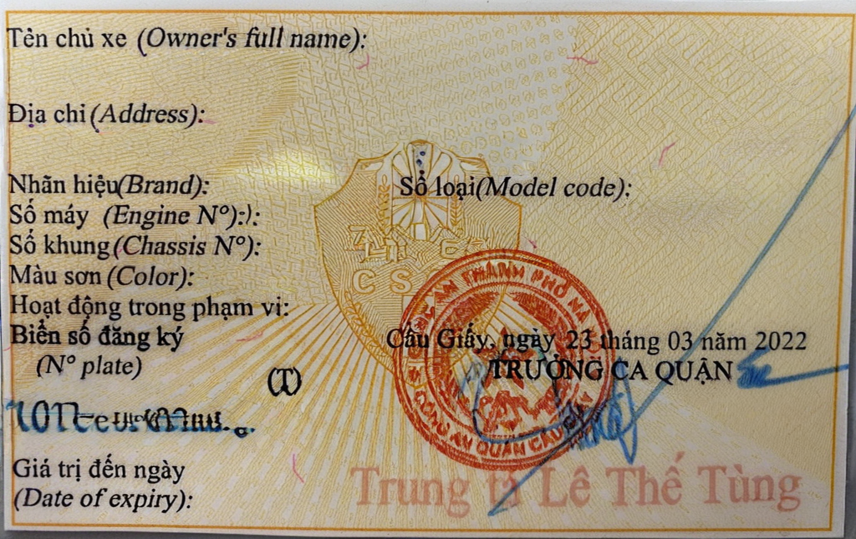 Tên chủ xe (Owner's full name):
Địa chỉ (Address):
Nhãn hiệu (Brand):
Số loại (Model code):
Số máy (Engine N°):
Số khung (Chassis N°):
Màu sơn (Color):
Hoạt động trong phạm vi:
Biển số đăng ký
(N° plate)
Cầu Giấy, ngày 23 tháng 03 năm 2022
TRƯỞNG CA QUẬN
CÔNG AN THÀNH PHỐ HÀ
CÔNG AN QUẬN CẦU GIẤY
Giá trị đến ngày
(Date of expiry):
Trung tá Lê Thế Tùng